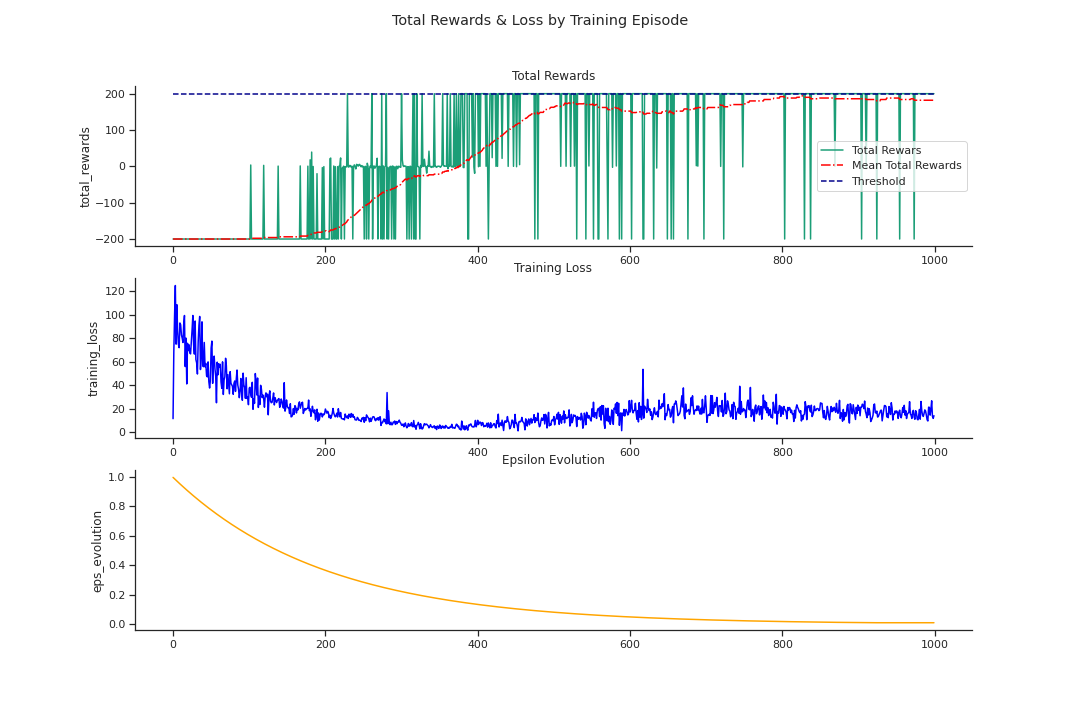 Total Rewards & Loss by Training Episode
Total Rewards
total_rewards
200
100
0
−100
−200
Total Rewars
Mean Total Rewards
Threshold
0 200 400 600 800 1000
Training Loss
training_loss
120
100
80
60
40
20
0
0 200 400 600 800 1000
Epsilon Evolution
eps_evolution
1.0
0.8
0.6
0.4
0.2
0.0
0 200 400 600 800 1000